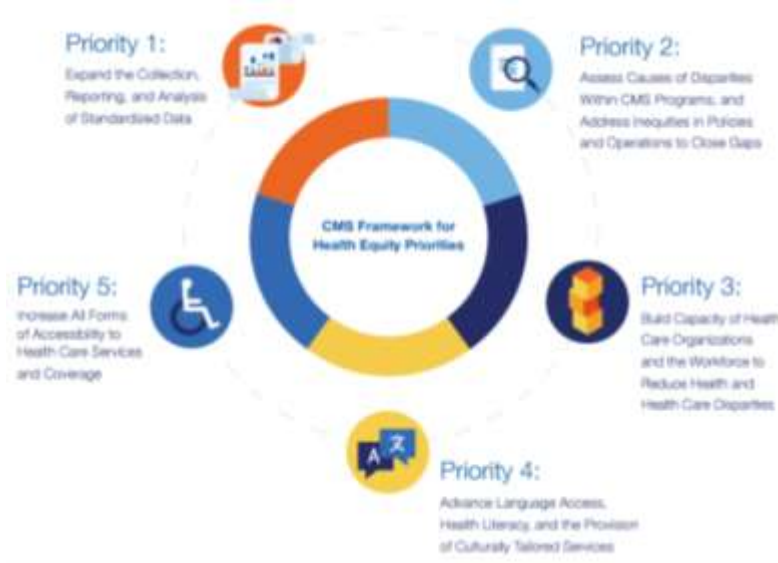 Priority 1:
Expand the Collection,
Reporting, and Analysis
of Standardized Data
Priority 2:
Assess Causes of Disparities
Within CMS Programs, and
Address Inequities in Policies
and Operations to Close Gaps
CMS Framework for
Health Equity Priorities
Priority 3:
Build Capacity of Health
Care Organizations
and the Workforce to
Reduce Health and
Health Care Disparities
Priority 4:
Advance Language Access,
Health Literacy, and the Provision
of Culturally Tailored Services
Priority 5:
Increase All Forms
of Accessibility to
Health Care Services
and Coverage
A 文